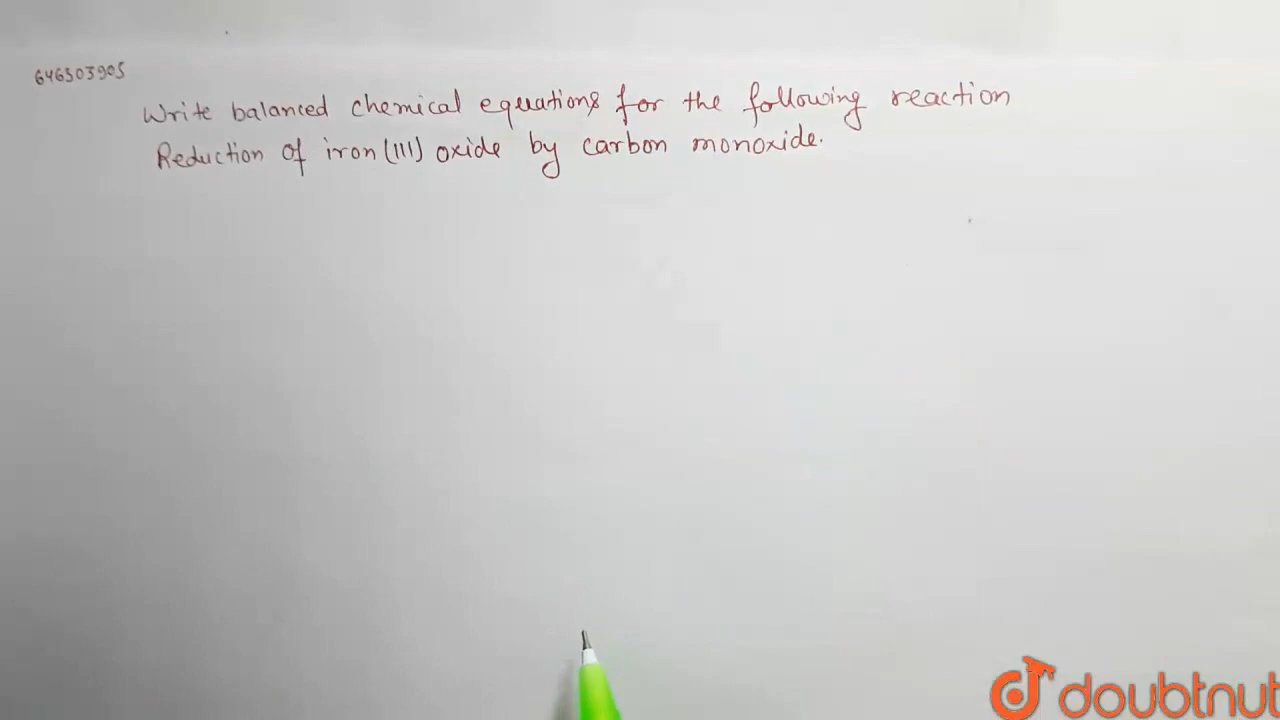 646503905
Write balanced chemical equations for the following reaction
Reduction of iron (III) oxide by carbon monoxide.
doubtnut